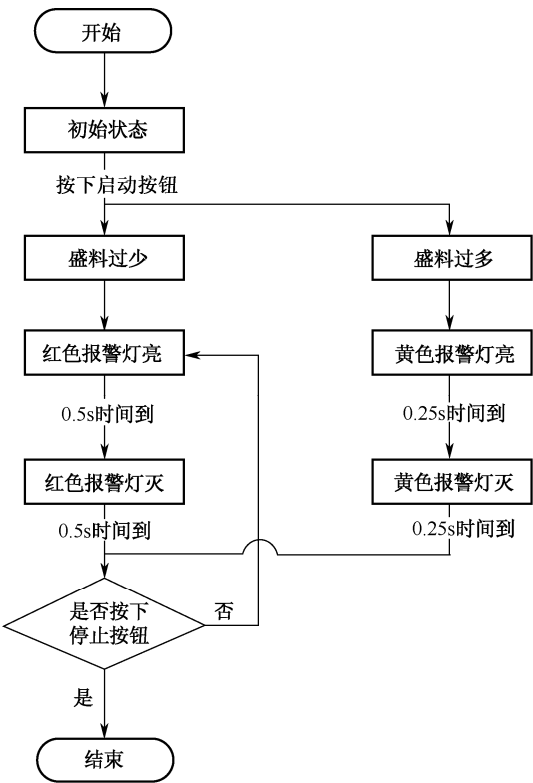 开始
初始状态
按下启动按钮
盛料过少
盛料过多
红色报警灯亮
黄色报警灯亮
0.5s时间到
0.25s时间到
红色报警灯灭
黄色报警灯灭
0.5s时间到
0.25s时间到
是否按下
停止按钮
否
是
结束